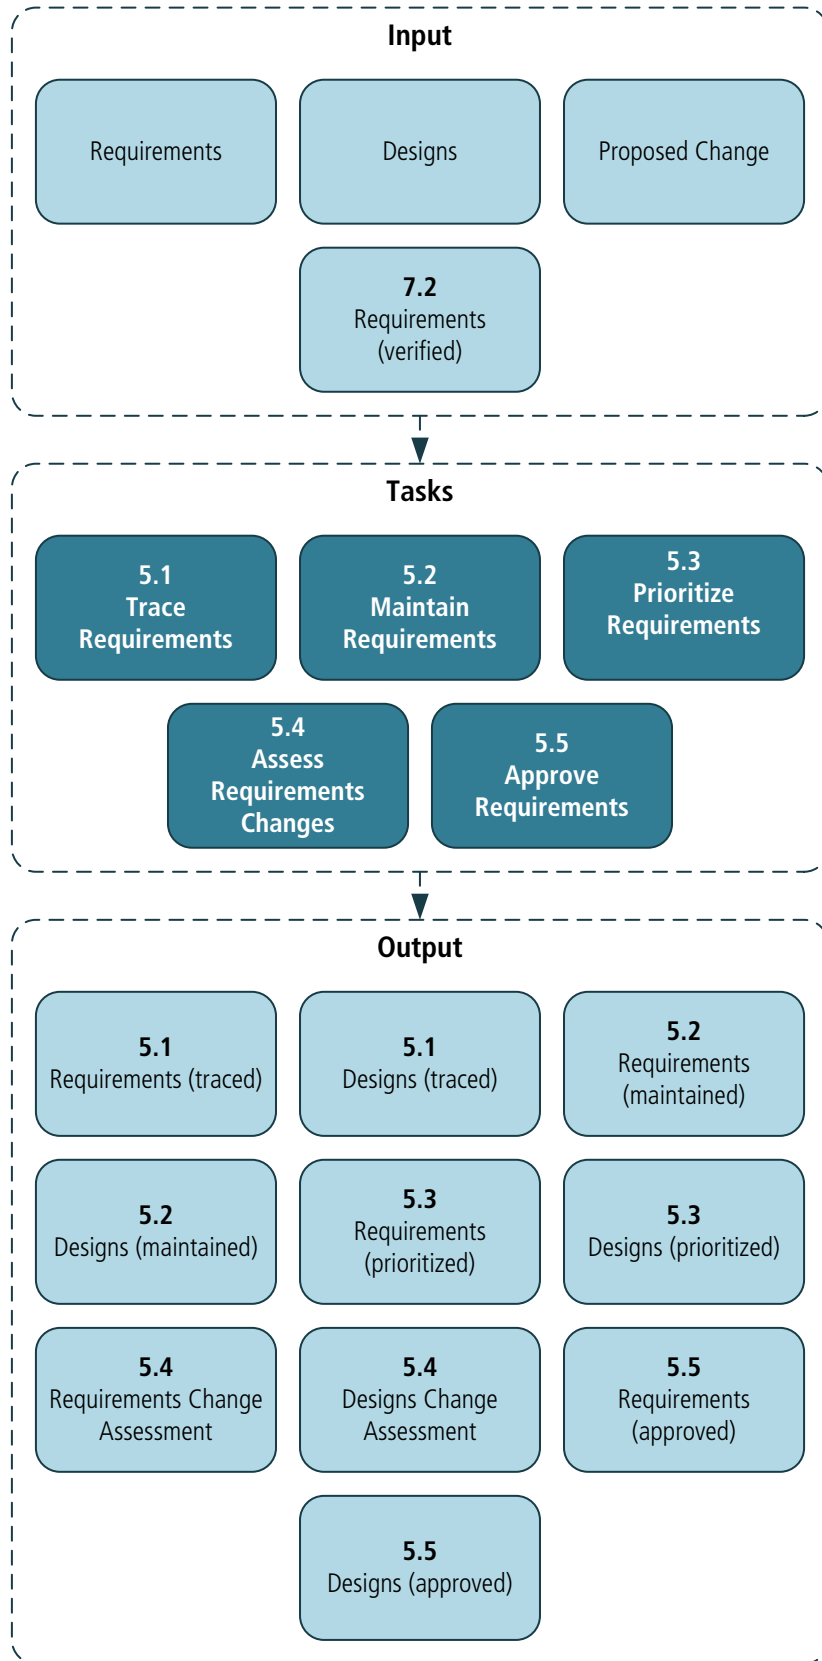 Input
Requirements
Designs
Proposed Change
7.2
Requirements
(verified)
Tasks
5.1
Trace
Requirements
5.2
Maintain
Requirements
5.3
Prioritize
Requirements
5.4
Assess
Requirements
Changes
5.5
Approve
Requirements
Output
5.1
Requirements (traced)
5.1
Designs (traced)
5.2
Requirements
(maintained)
5.2
Designs (maintained)
5.3
Requirements
(prioritized)
5.3
Designs (prioritized)
5.4
Requirements Change
Assessment
5.4
Designs Change
Assessment
5.5
Requirements
(approved)
5.5
Designs (approved)